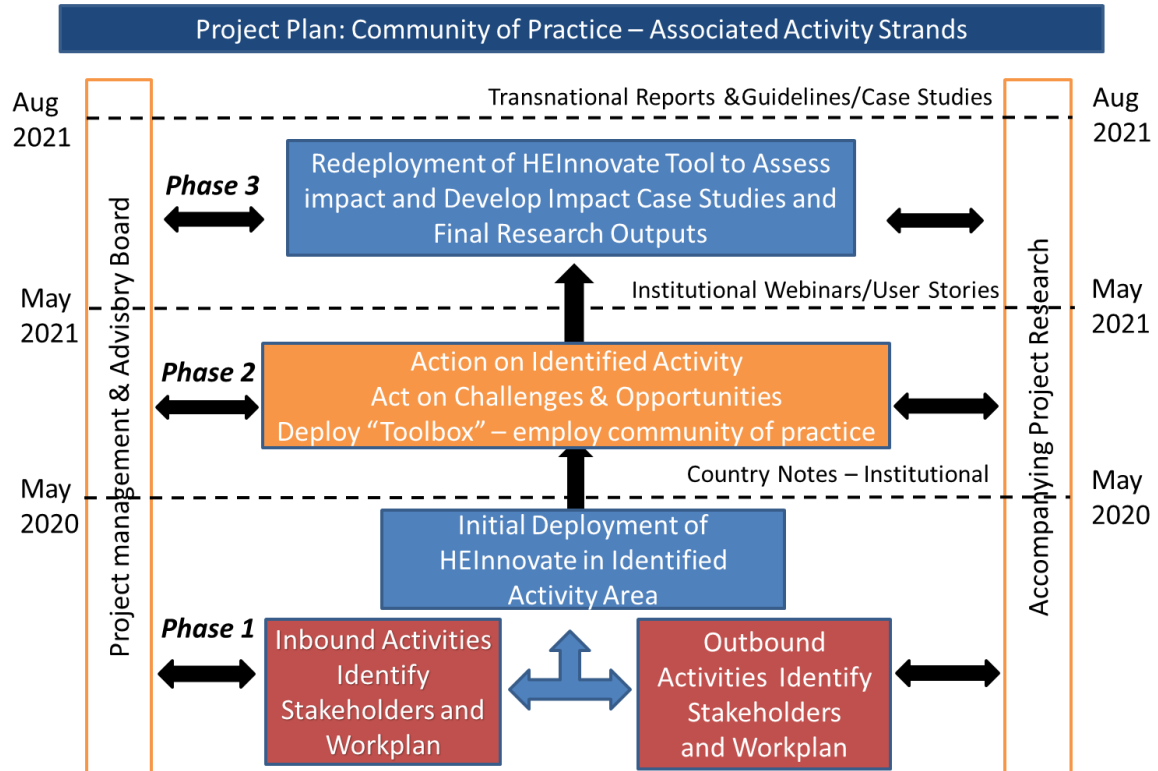 Project Plan: Community of Practice – Associated Activity Strands
Aug
2021
Transnational Reports &Guidelines/Case Studies
Aug
2021
Phase 3
Redeployment of HEInnovate Tool to Assess
impact and Develop Impact Case Studies and
Final Research Outputs
Project management & Advisory Board
Accompanying Project Research
May
2021
Institutional Webinars/User Stories
May
2021
Phase 2
Action on Identified Activity
Act on Challenges & Opportunities
Deploy “Toolbox” – employ community of practice
May
2020
Country Notes – Institutional
May
2020
Initial Deployment of
HEInnovate in Identified
Activity Area
Phase 1
Inbound Activities
Identify
Stakeholders and
Workplan
Outbound
Activities Identify
Stakeholders
and Workplan